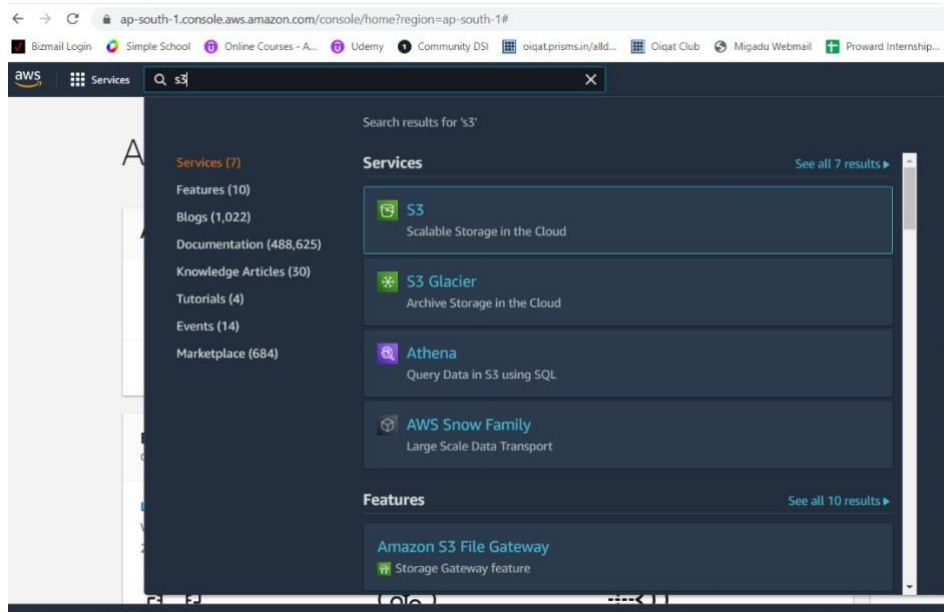 ap-south-1.console.aws.amazon.com/console/home?region=ap-south-1#
Bizmail Login Simple School Online Courses - A... Udemy Community DSI oiqat.prisms.in/alld... Oiqat Club Migadu Webmail Proward Internship...
aws Services s3
Search results for 's3'
Services (7)
Features (10)
Blogs (1,022)
Documentation (488,625)
Knowledge Articles (30)
Tutorials (4)
Events (14)
Marketplace (684)
Services See all 7 results
S3
Scalable Storage in the Cloud
S3 Glacier
Archive Storage in the Cloud
Athena
Query Data in S3 using SQL
AWS Snow Family
Large Scale Data Transport
Features See all 10 results
Amazon S3 File Gateway
Storage Gateway feature